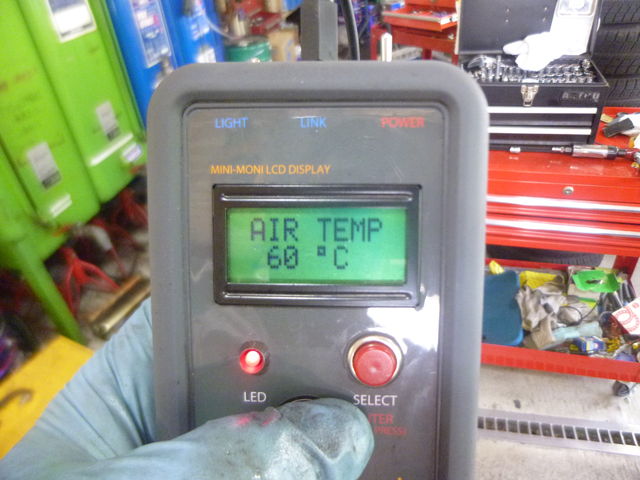 LIGHT LINK POWER
MINI-MONI LCD DISPLAY
AIR TEMP
60 °C
LED SELECT